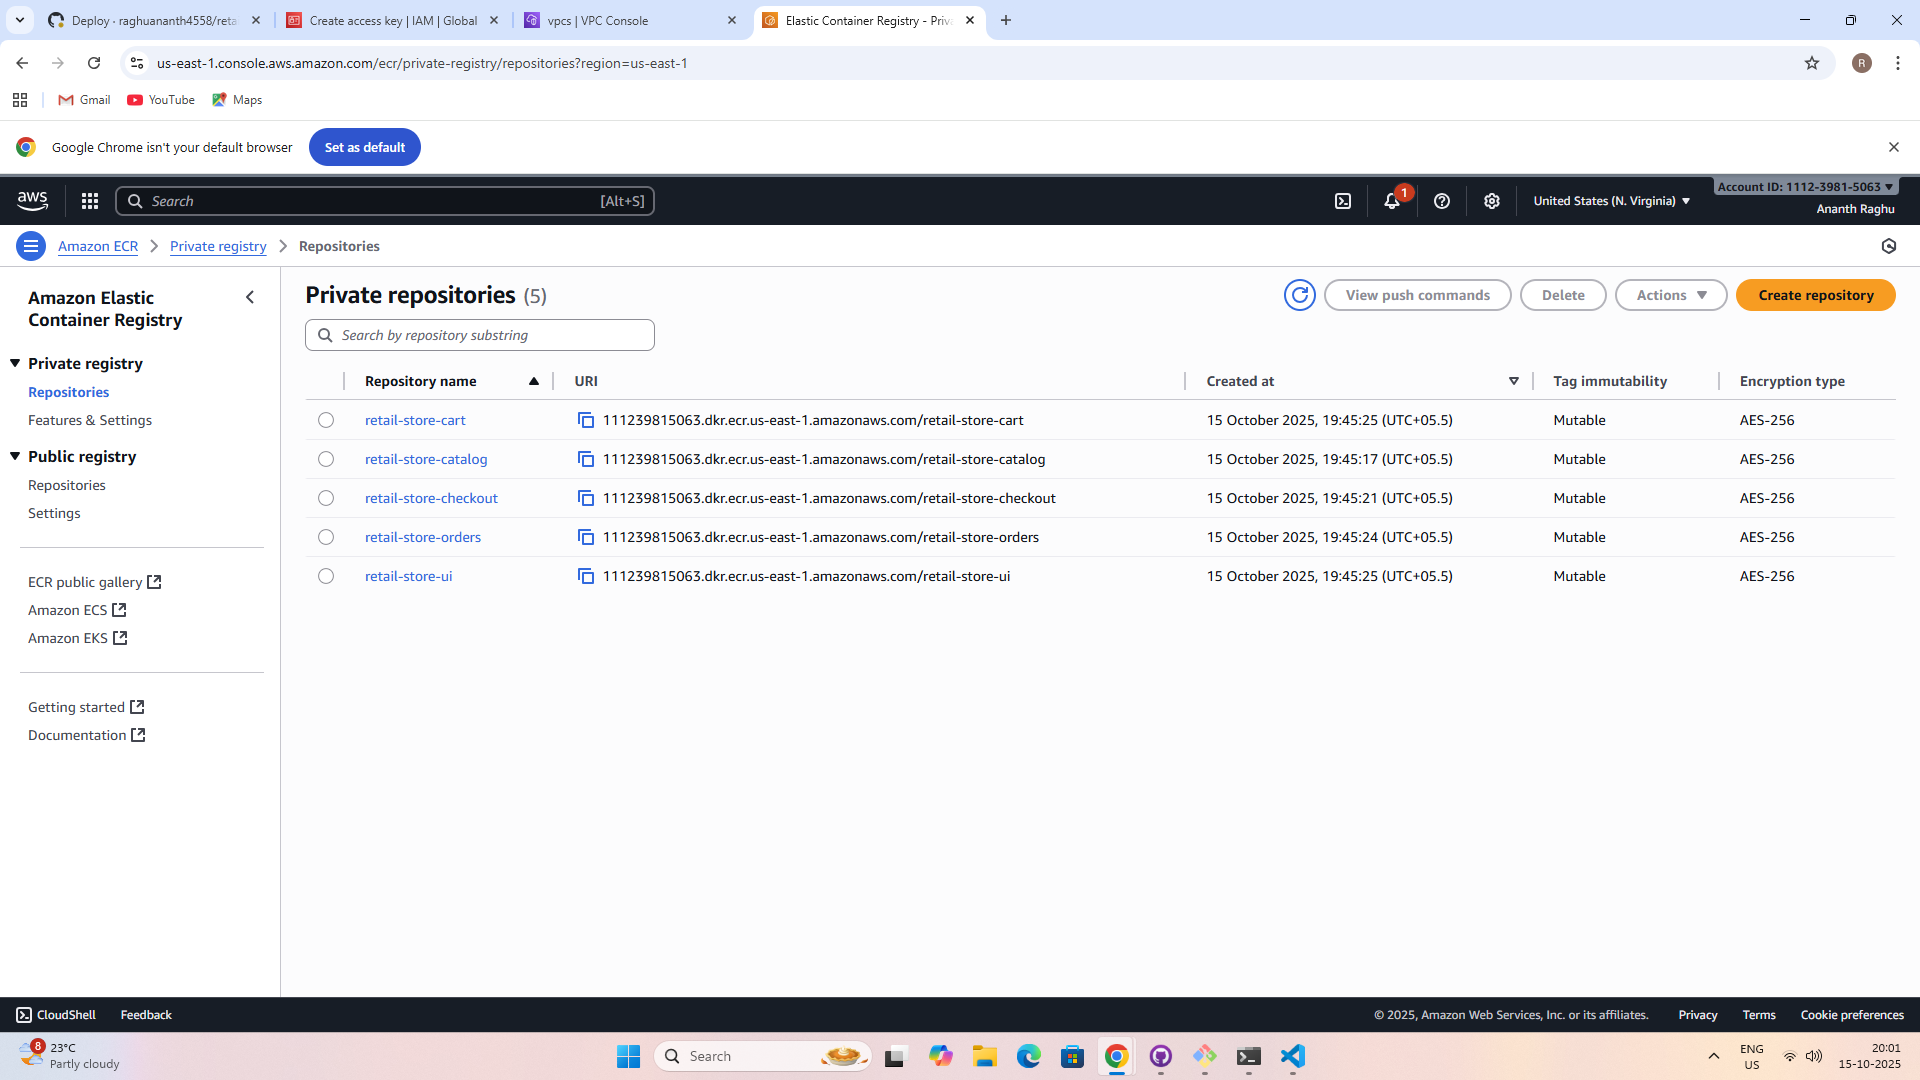 Deploy · raghuananth4558/reta
Create access key | IAM | Global
vpcs | VPC Console
Elastic Container Registry - Priv
us-east-1.console.aws.amazon.com/ecr/private-registry/repositories?region=us-east-1
R
Gmail
YouTube
Maps
Google Chrome isn't your default browser
Set as default
aws
Search
[Alt+S]
1
United States (N. Virginia)
Account ID: 1112-3981-5063
Ananth Raghu
Amazon ECR
Private registry
Repositories
Amazon Elastic
Container Registry
Private registry
Repositories
Features & Settings
Public registry
Repositories
Settings
ECR public gallery
Amazon ECS
Amazon EKS
Getting started
Documentation
Private repositories (5)
View push commands
Delete
Actions
Create repository
Search by repository substring
Repository name URI Created at Tag immutability Encryption type
retail-store-cart 111239815063.dkr.ecr.us-east-1.amazonaws.com/retail-store-cart 15 October 2025, 19:45:25 (UTC+05.5) Mutable AES-256
retail-store-catalog 111239815063.dkr.ecr.us-east-1.amazonaws.com/retail-store-catalog 15 October 2025, 19:45:17 (UTC+05.5) Mutable AES-256
retail-store-checkout 111239815063.dkr.ecr.us-east-1.amazonaws.com/retail-store-checkout 15 October 2025, 19:45:21 (UTC+05.5) Mutable AES-256
retail-store-orders 111239815063.dkr.ecr.us-east-1.amazonaws.com/retail-store-orders 15 October 2025, 19:45:24 (UTC+05.5) Mutable AES-256
retail-store-ui 111239815063.dkr.ecr.us-east-1.amazonaws.com/retail-store-ui 15 October 2025, 19:45:25 (UTC+05.5) Mutable AES-256
CloudShell
Feedback
© 2025, Amazon Web Services, Inc. or its affiliates.
Privacy
Terms
Cookie preferences
8
23°C
Partly cloudy
Search
ENG
US
20:01
15-10-2025